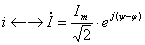 i ←→ İ = I_m/√2 · e^{j(ψ−φ)}